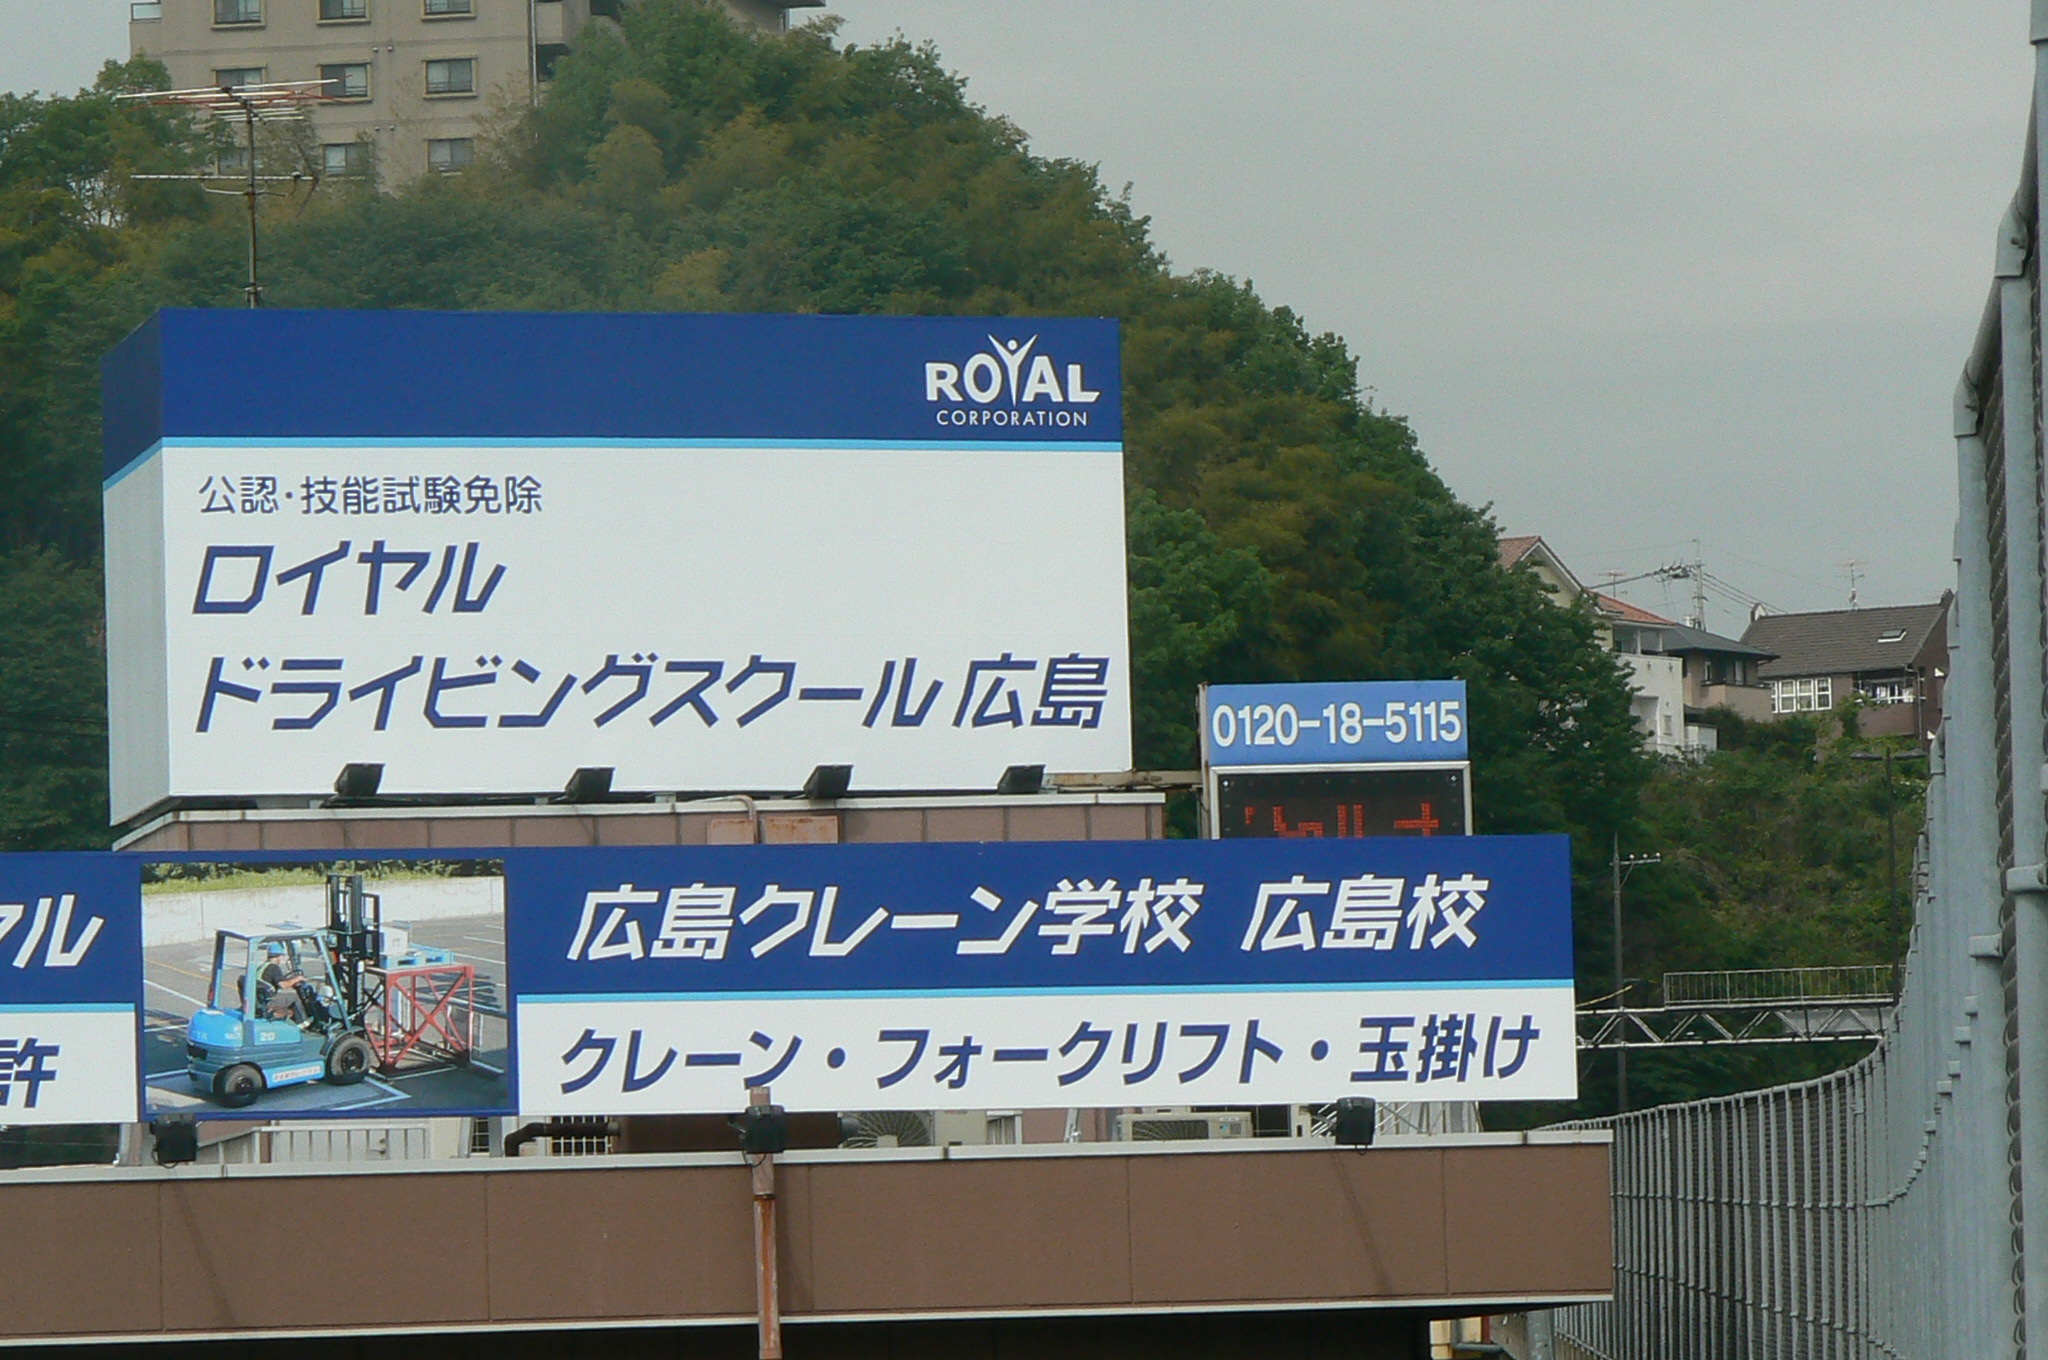 ROYAL
CORPORATION
公認・技能試験免除
ロイヤル
ドライビングスクール 広島
0120-18-5115
広島クレーン学校 広島校
クレーン・フォークリフト・玉掛け
ヤル
許
20